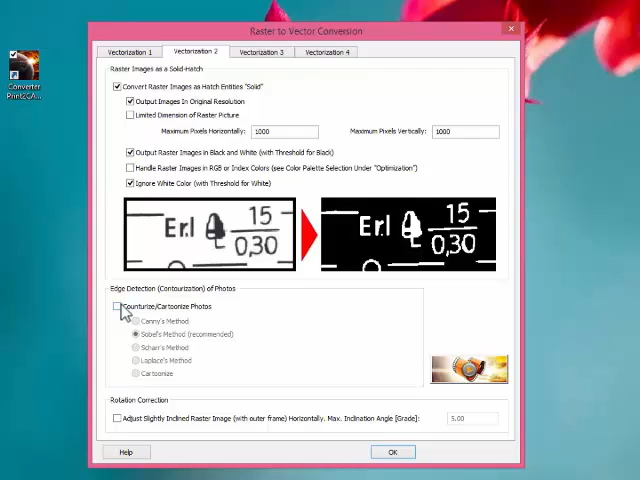 Raster to Vector Conversion
Vectorization 1 Vectorization 2 Vectorization 3 Vectorization 4
Raster Images as a Solid-Hatch
Convert Raster Images as Hatch Entities "Solid"
Output Images In Original Resolution
Limited Dimension of Raster Picture
Maximum Pixels Horizontally: 1000 Maximum Pixels Vertically: 1000
Output Raster Images in Black and White (with Threshold for Black)
Handle Raster Images in RGB or Index Colors (see Color Palette Selection Under "Optimization")
Ignore White Color (with Threshold for White)
Er.l 15 0,30
Er.l 15 0,30
Edge Detection (Contourization) of Photos
Counturize/Cartoonize Photos
Canny's Method
Sobel's Method (recommended)
Scharr's Method
Laplace's Method
Cartoonize
Rotation Correction
Adjust Slightly Inclined Raster Image (with outer frame) Horizontally. Max. Inclination Angle [Grade]: 5.00
Help OK
Converter
Print2CA...